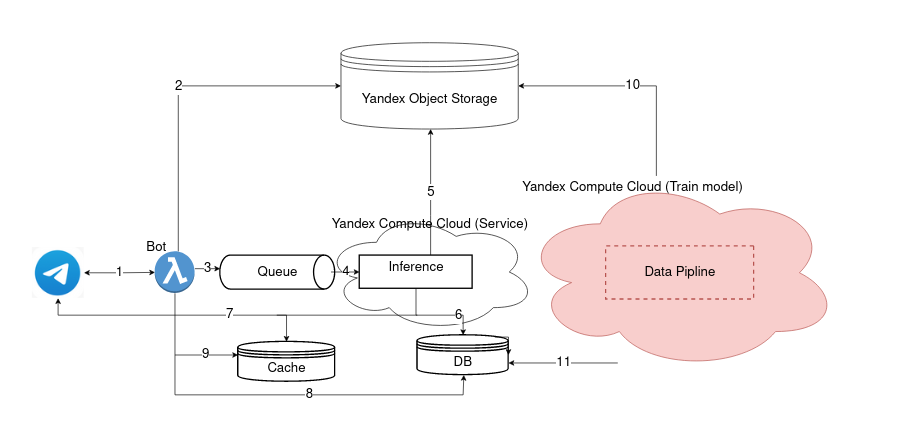 2
10
Yandex Object Storage
5
Yandex Compute Cloud (Train model)
Yandex Compute Cloud (Service)
Bot
1
3
Queue
4
Inference
Data Pipline
7
6
9
Cache
DB
11
8